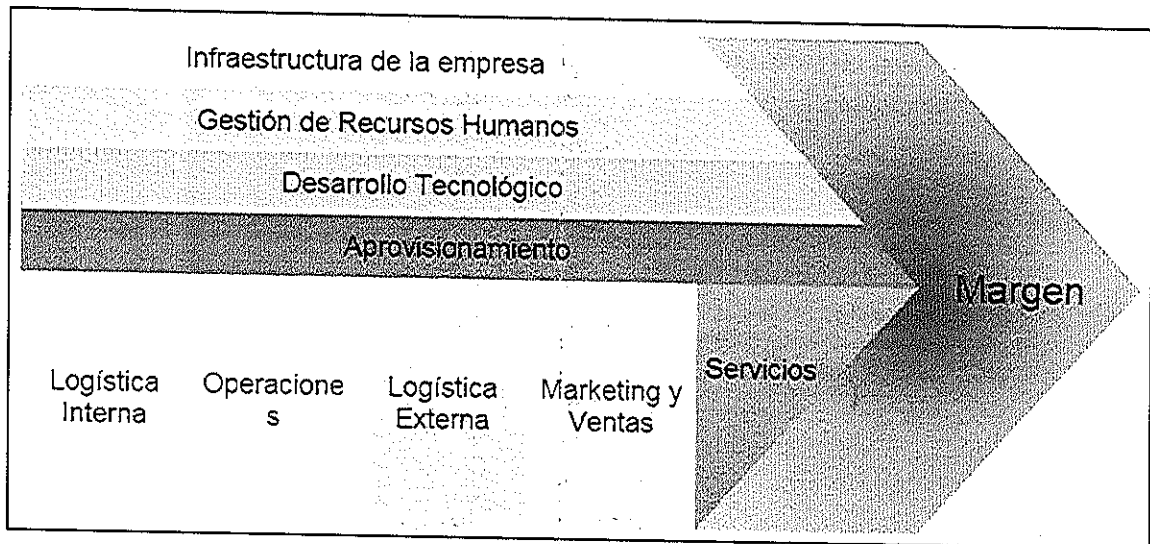 Infraestructura de la empresa
Gestión de Recursos Humanos
Desarrollo Tecnológico
Aprovisionamiento
Margen
Servicios
Logística
Interna
Operacione
s
Logística
Externa
Marketing y
Ventas